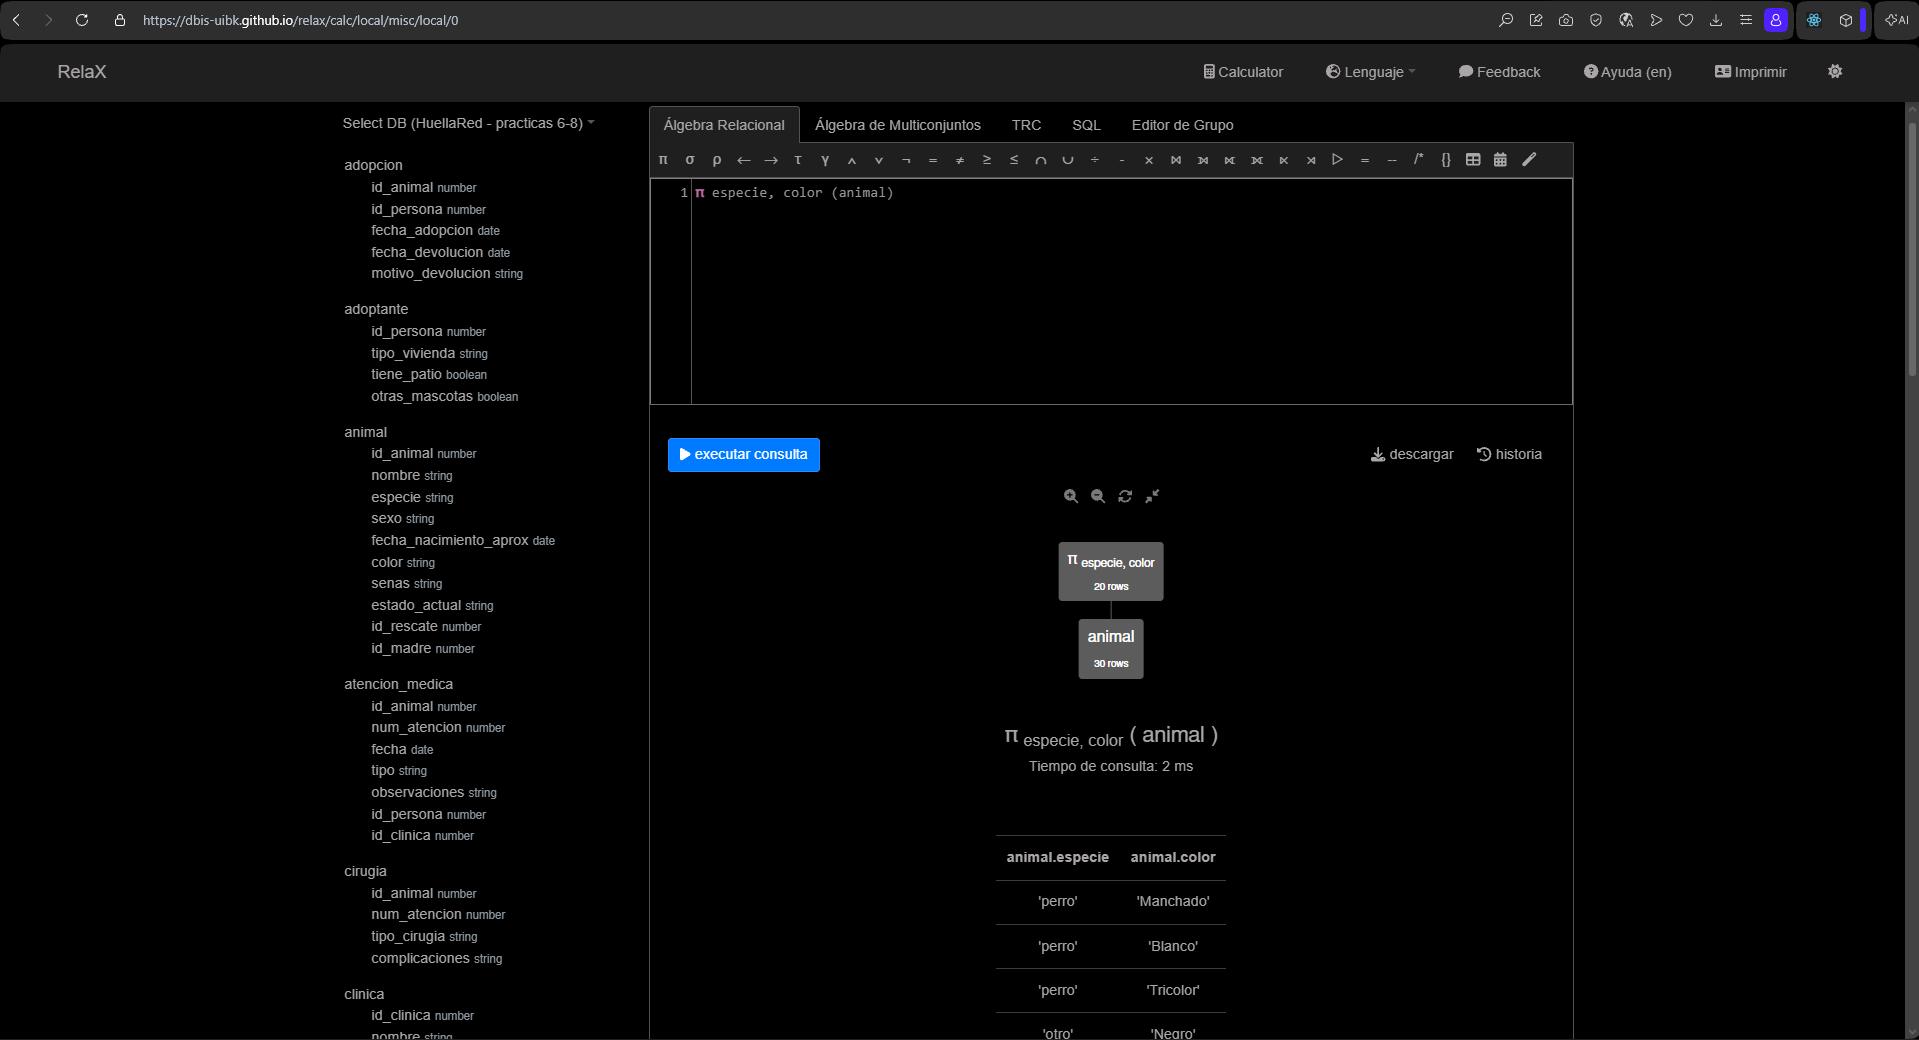 https://dbis-uibk.github.io/relax/calc/local/misc/local/0
AI
RelaX
Calculator
Lenguaje
Feedback
Ayuda (en)
Imprimir
Select DB (HuellaRed - practicas 6-8)
adopcion
id_animal number
id_persona number
fecha_adopcion date
fecha_devolucion date
motivo_devolucion string
adoptante
id_persona number
tipo_vivienda string
tiene_patio boolean
otras_mascotas boolean
animal
id_animal number
nombre string
especie string
sexo string
fecha_nacimiento_aprox date
color string
senas string
estado_actual string
id_rescate number
id_madre number
atencion_medica
id_animal number
num_atencion number
fecha date
tipo string
observaciones string
id_persona number
id_clinica number
cirugia
id_animal number
num_atencion number
tipo_cirugia string
complicaciones string
clinica
id_clinica number
nombre string
Álgebra Relacional
Álgebra de Multiconjuntos
TRC
SQL
Editor de Grupo
π σ ρ ← → τ γ ∧ ∨ ¬ = ≠ ≥ ≤ ∩ ∪ ÷ - × ⋈ ⟕ ⟖ ⟗ ⋉ ⋊ ▷ = -- /* {}
1 π especie, color (animal)
executar consulta
descargar
historia
π especie, color
20 rows
animal
30 rows
π especie, color ( animal )
Tiempo de consulta: 2 ms
animal.especie animal.color
'perro' 'Manchado'
'perro' 'Blanco'
'perro' 'Tricolor'
'otro' 'Negro'